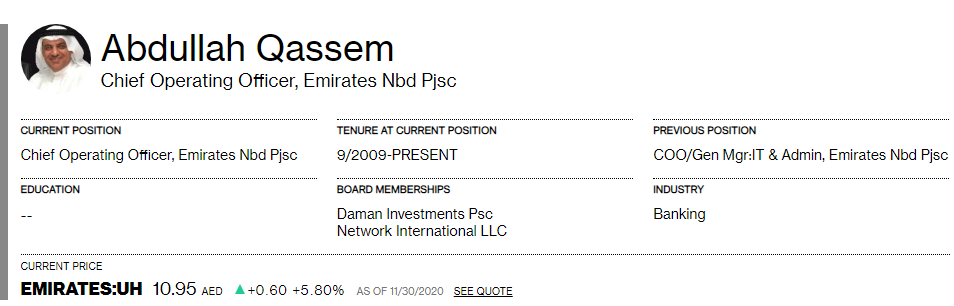 Abdullah Qassem
Chief Operating Officer, Emirates Nbd Pjsc
CURRENT POSITION
Chief Operating Officer, Emirates Nbd Pjsc
TENURE AT CURRENT POSITION
9/2009-PRESENT
PREVIOUS POSITION
COO/Gen Mgr:IT & Admin, Emirates Nbd Pjsc
EDUCATION
--
BOARD MEMBERSHIPS
Daman Investments Psc
Network International LLC
INDUSTRY
Banking
CURRENT PRICE
EMIRATES:UH 10.95 AED ▲+0.60 +5.80% AS OF 11/30/2020 SEE QUOTE